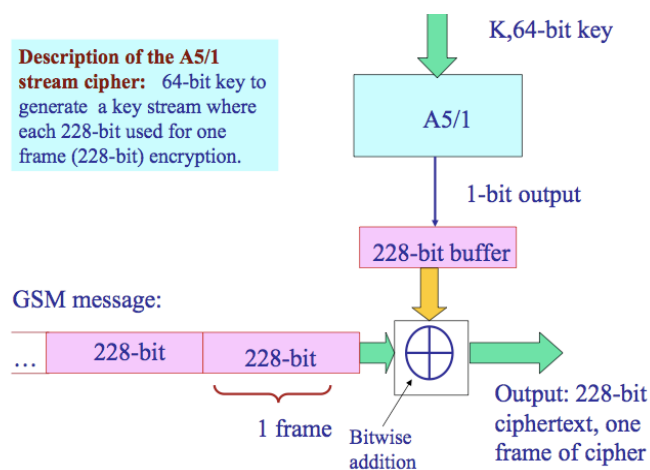 K,64-bit key
Description of the A5/1
stream cipher: 64-bit key to
generate a key stream where
each 228-bit used for one
frame (228-bit) encryption.
A5/1
1-bit output
228-bit buffer
GSM message:
... 228-bit 228-bit
1 frame
Bitwise
addition
Output: 228-bit
ciphertext, one
frame of cipher